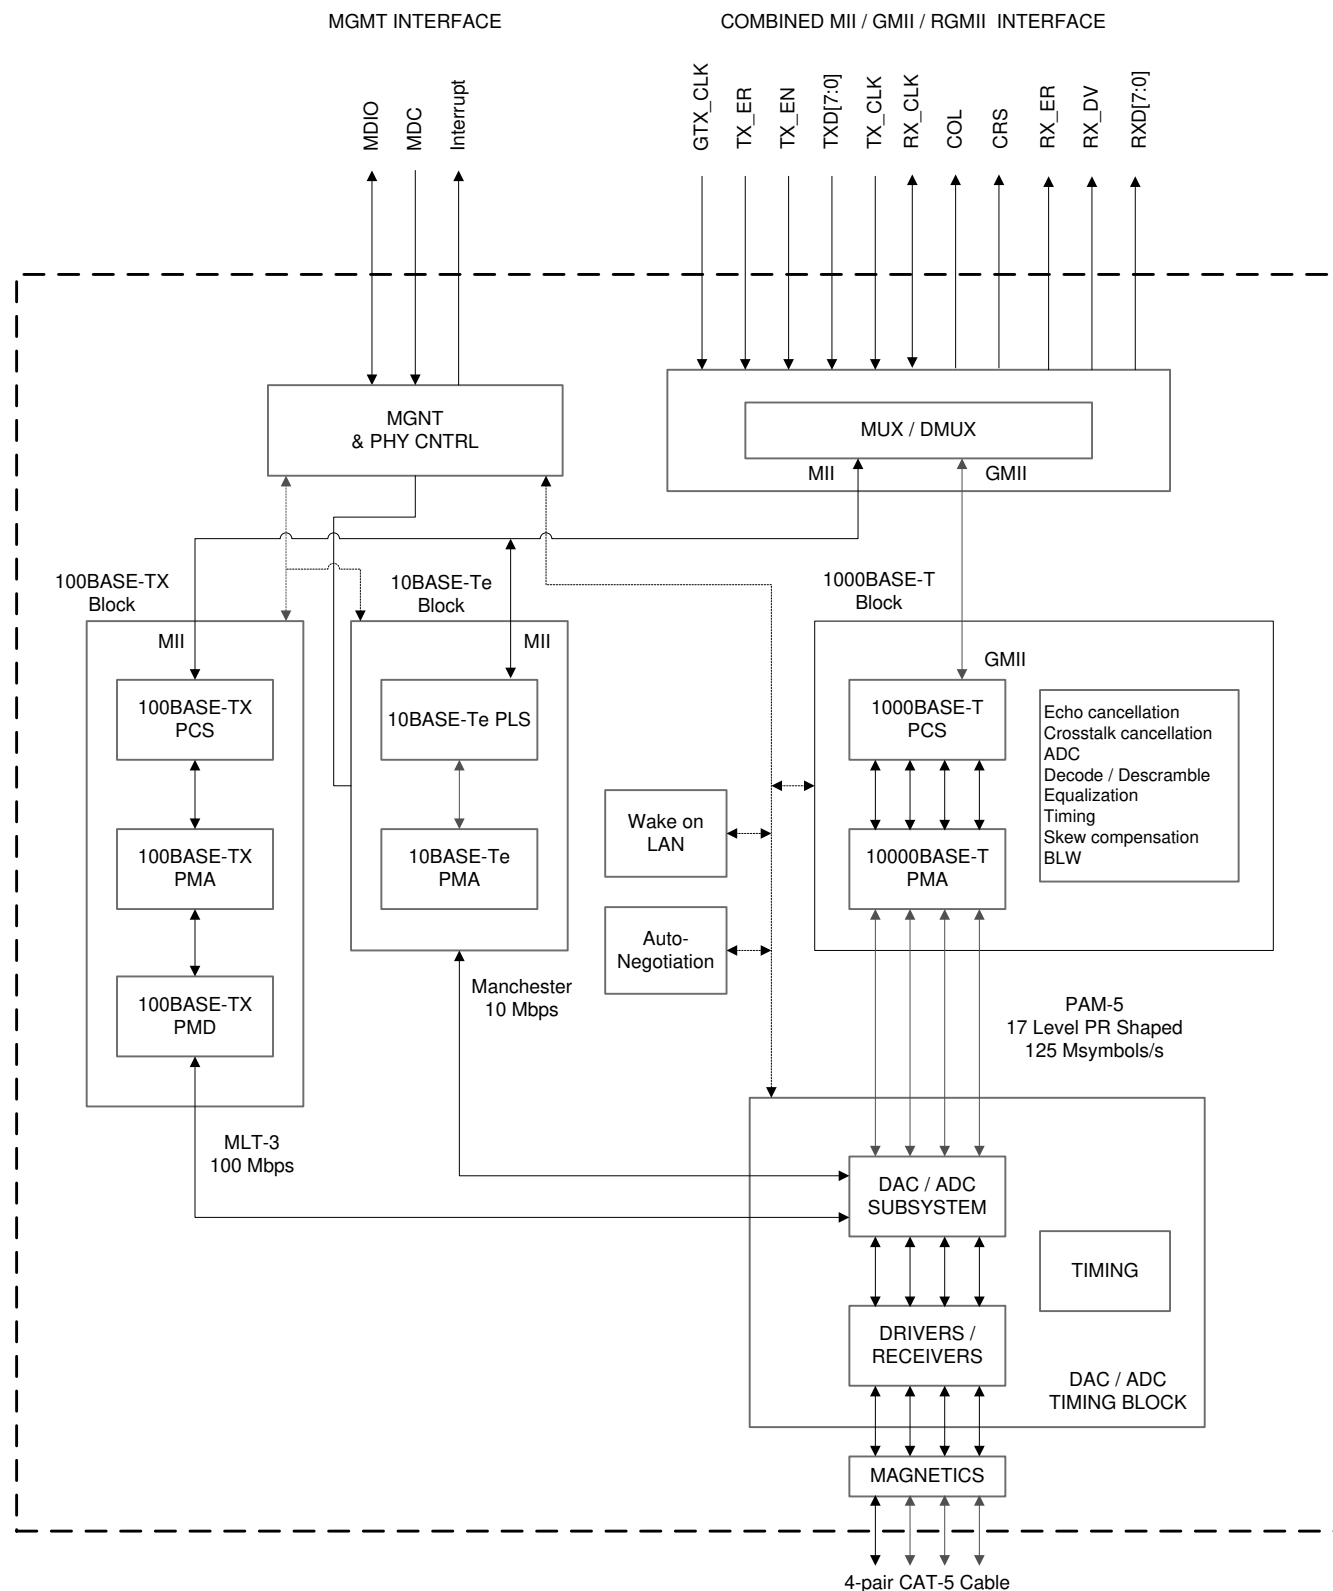 MGMT INTERFACE
COMBINED MII / GMII / RGMII INTERFACE
MDIO
MDC
Interrupt
GTX_CLK
TX_ER
TX_EN
TXD[7:0]
TX_CLK
RX_CLK
COL
CRS
RX_ER
RX_DV
RXD[7:0]
MGNT
& PHY CNTRL
MUX / DMUX
MII
GMII
100BASE-TX
Block
10BASE-Te
Block
1000BASE-T
Block
MII
MII
GMII
100BASE-TX
PCS
10BASE-Te PLS
1000BASE-T
PCS
Echo cancellation
Crosstalk cancellation
ADC
Decode / Descramble
Equalization
Timing
Skew compensation
BLW
Wake on
LAN
100BASE-TX
PMA
10BASE-Te
PMA
10000BASE-T
PMA
Auto-
Negotiation
100BASE-TX
PMD
Manchester
10 Mbps
PAM-5
17 Level PR Shaped
125 Msymbols/s
MLT-3
100 Mbps
DAC / ADC
SUBSYSTEM
TIMING
DRIVERS /
RECEIVERS
DAC / ADC
TIMING BLOCK
MAGNETICS
4-pair CAT-5 Cable